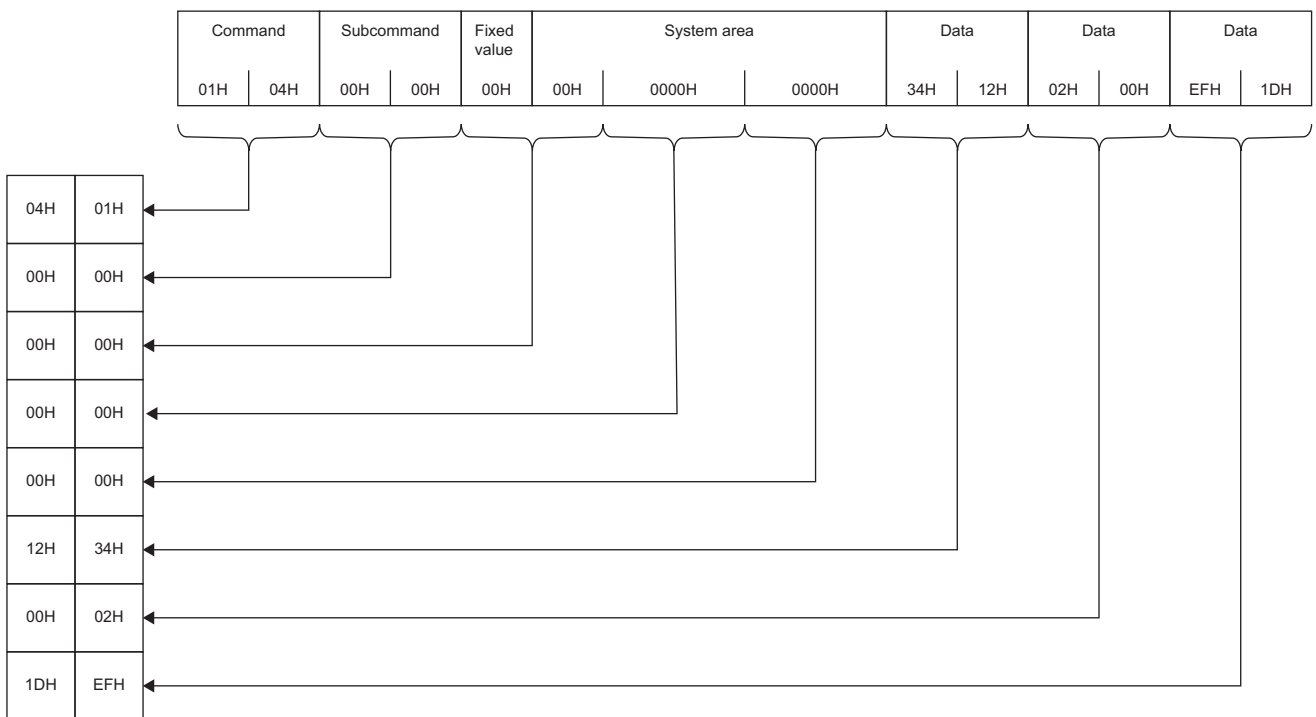 Command Subcommand Fixed value System area Data Data Data
01H 04H 00H 00H 00H 00H 0000H 0000H 34H 12H 02H 00H EFH 1DH
04H 01H
00H 00H
00H 00H
00H 00H
00H 00H
12H 34H
00H 02H
1DH EFH